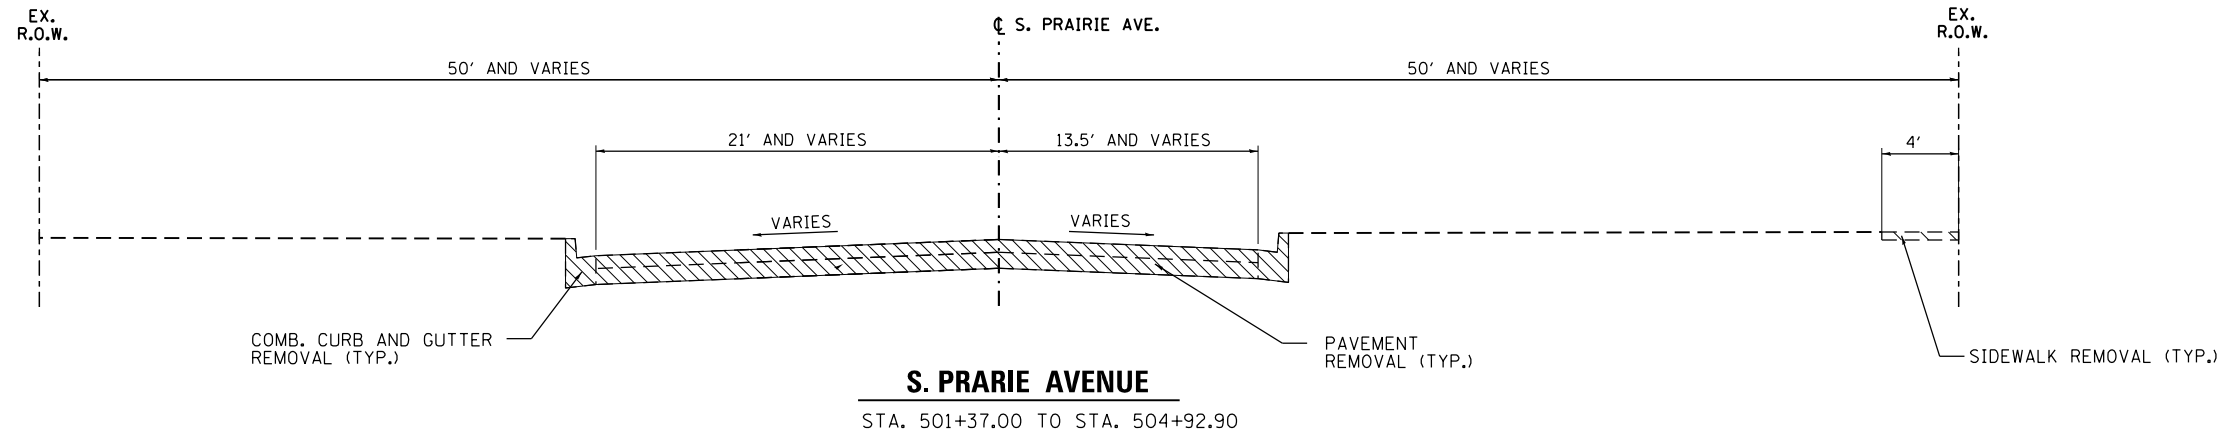 EX.
R.O.W.
℄ S. PRAIRIE AVE.
EX.
R.O.W.
50' AND VARIES
50' AND VARIES
21' AND VARIES
13.5' AND VARIES
4'
VARIES
VARIES
COMB. CURB AND GUTTER
REMOVAL (TYP.)
PAVEMENT
REMOVAL (TYP.)
SIDEWALK REMOVAL (TYP.)
S. PRARIE AVENUE
STA. 501+37.00 TO STA. 504+92.90